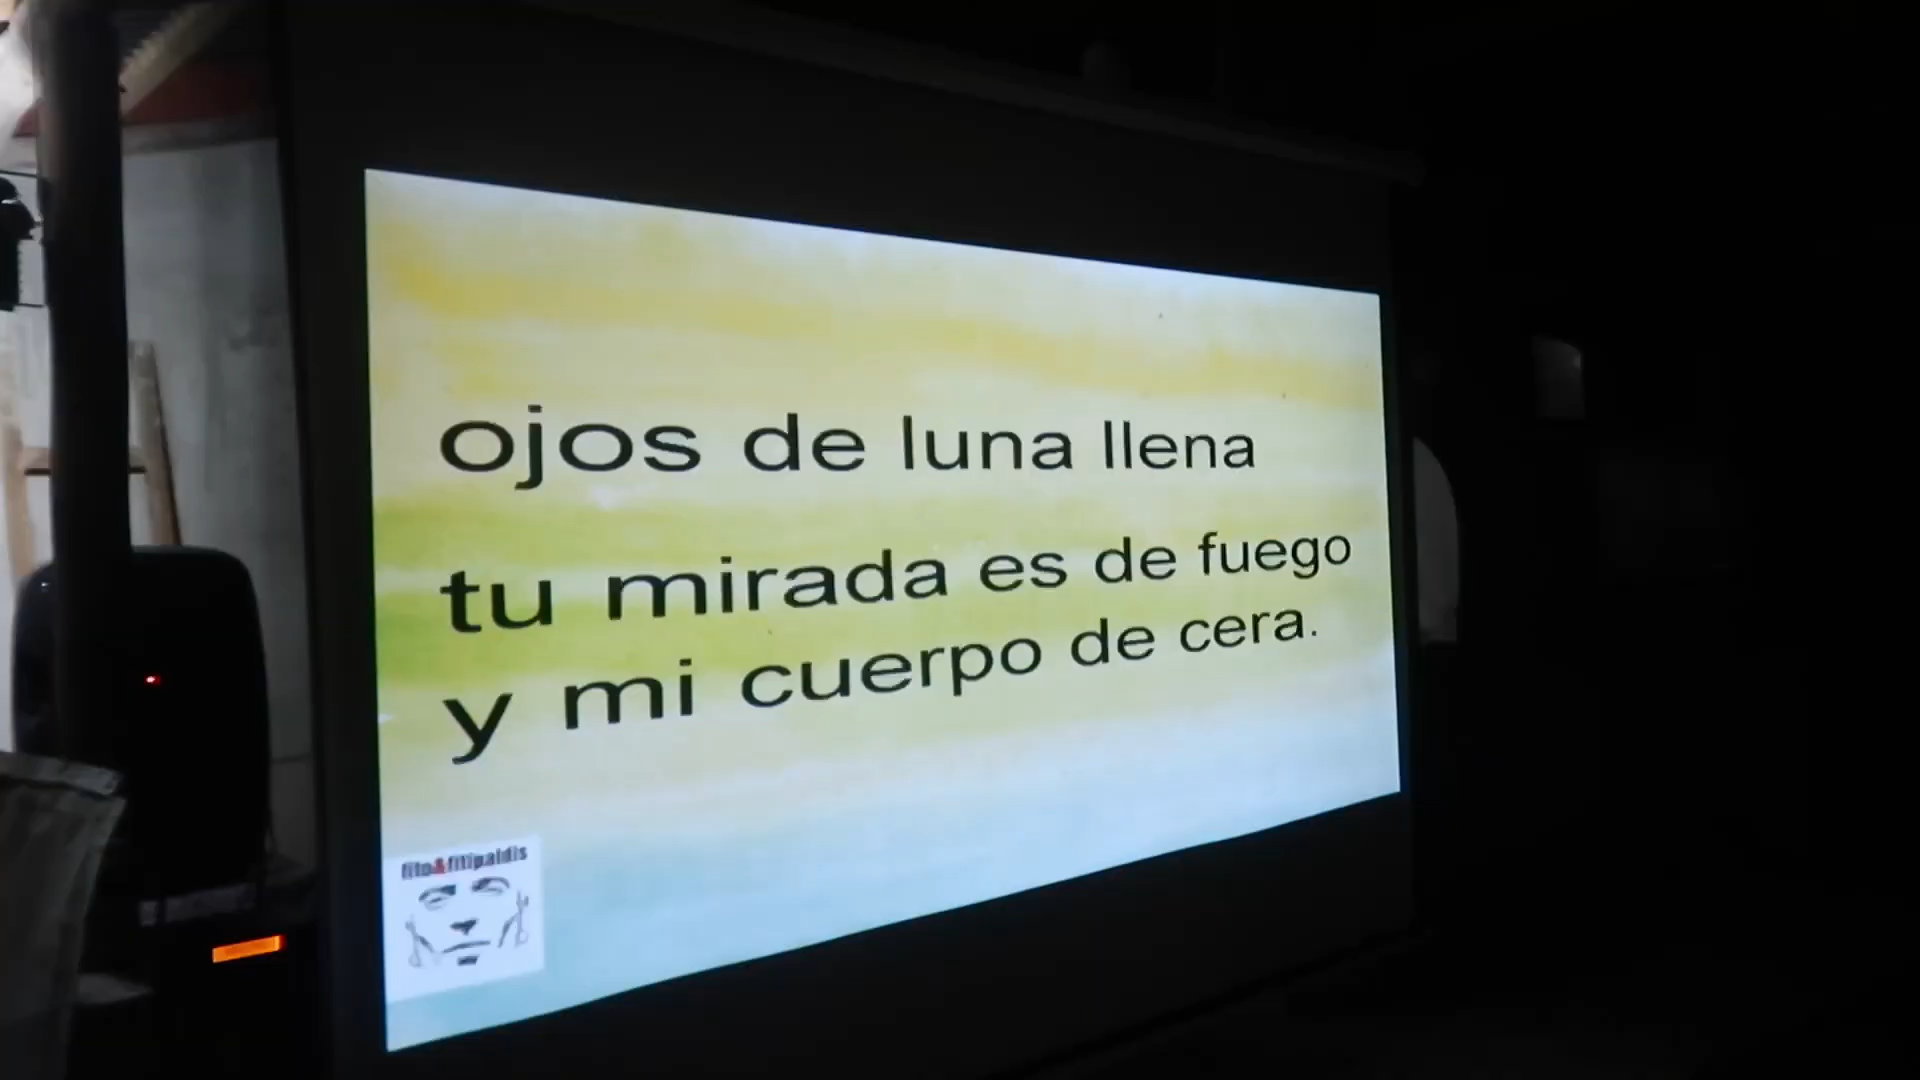 ojos de luna llena
tu mirada es de fuego
y mi cuerpo de cera.
fito&fitipaldis